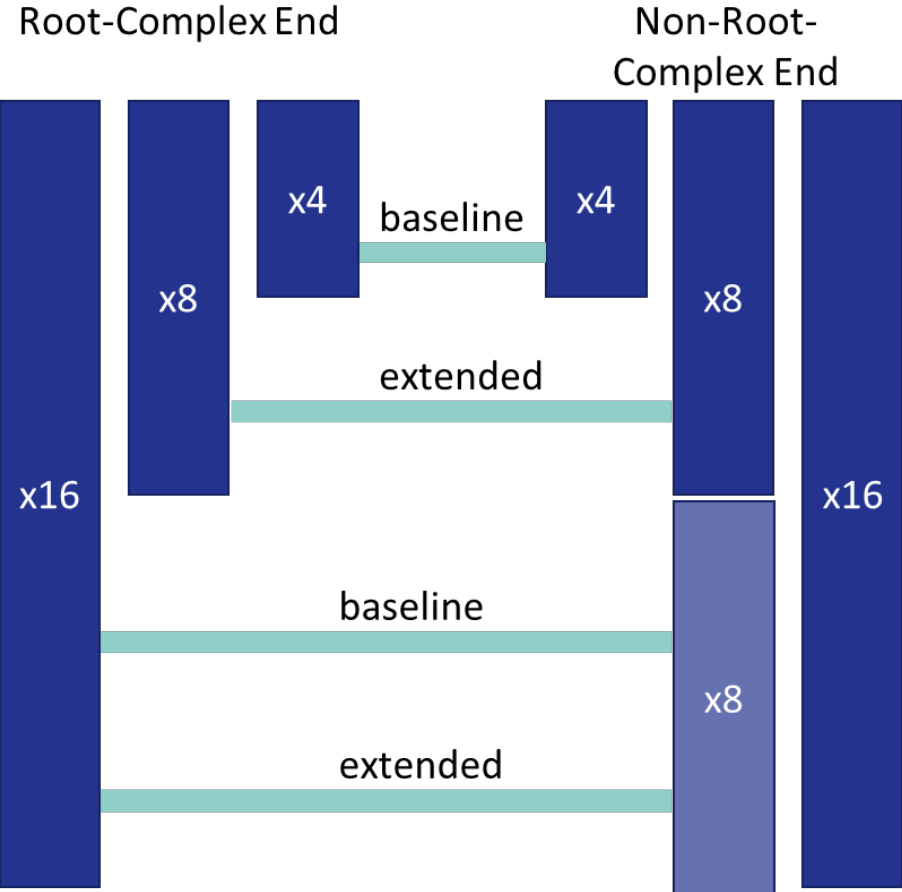 Root-Complex End
Non-Root-
Complex End
x4
baseline
x4
x8
x8
extended
x16
x16
baseline
x8
extended